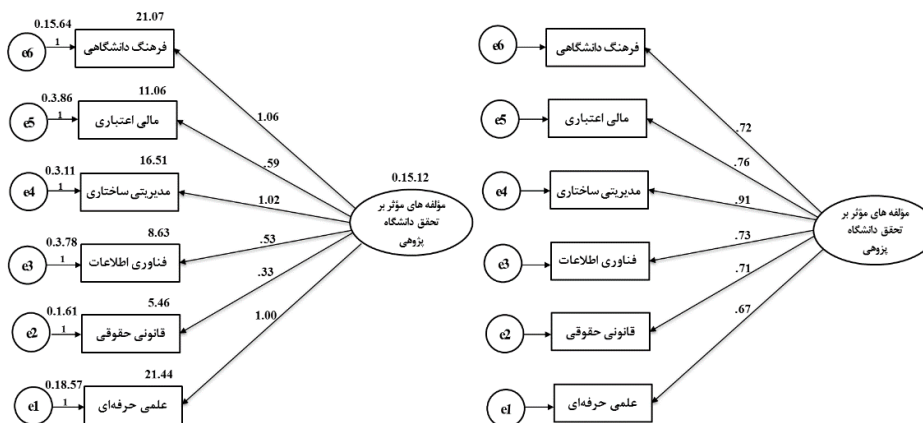 0.15.64
21.07
e6
1
فرهنگ دانشگاهی
1.06
0.3.86
11.06
e5
1
مالی اعتباری
.59
0.3.11
16.51
e4
1
مدیریتی ساختاری
1.02
0.15.12
مؤلفه های مؤثر بر
تحقق دانشگاه
پژوهی
0.3.78
8.63
e3
1
فناوری اطلاعات
.53
0.1.61
5.46
e2
1
قانونی حقوقی
.33
0.18.57
21.44
e1
1
علمی حرفه‌ای
1.00
e6
فرهنگ دانشگاهی
.72
e5
مالی اعتباری
.76
e4
مدیریتی ساختاری
.91
مؤلفه های مؤثر بر
تحقق دانشگاه
پژوهی
e3
فناوری اطلاعات
.73
e2
قانونی حقوقی
.71
e1
علمی حرفه‌ای
.67